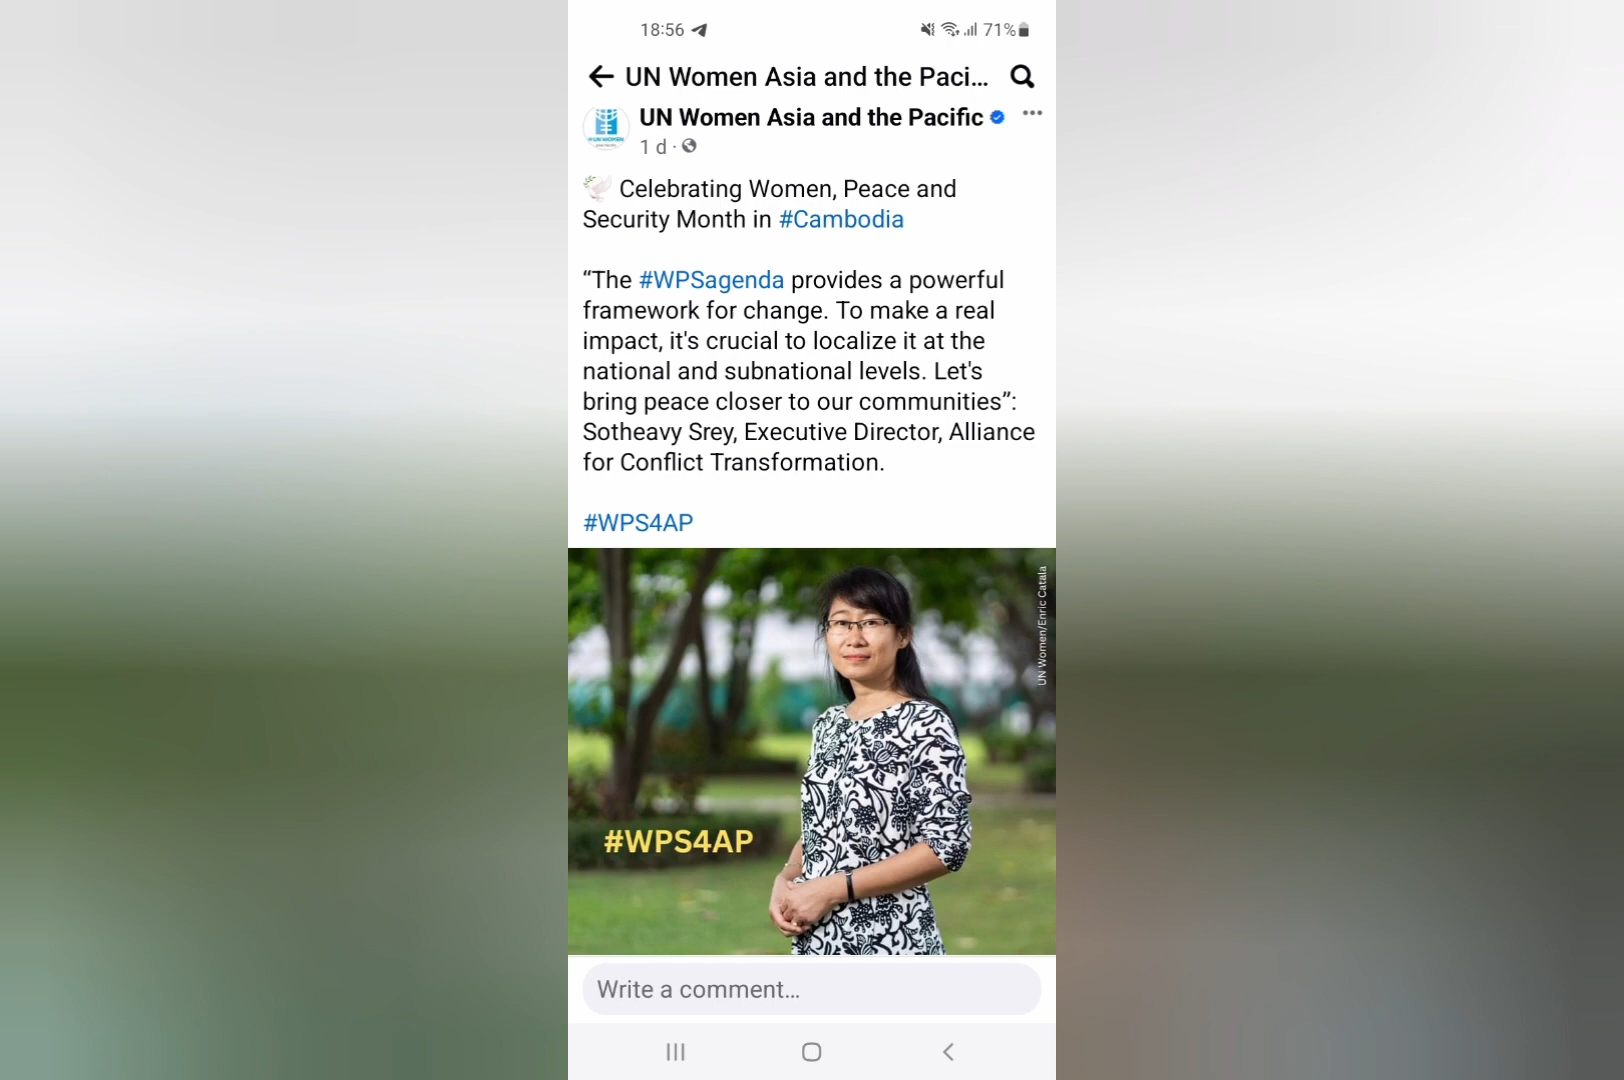 18:56
71%
UN Women Asia and the Paci...
UN Women Asia and the Pacific
1 d ·
Celebrating Women, Peace and
Security Month in #Cambodia
“The #WPSagenda provides a powerful
framework for change. To make a real
impact, it's crucial to localize it at the
national and subnational levels. Let's
bring peace closer to our communities”:
Sotheavy Srey, Executive Director, Alliance
for Conflict Transformation.
#WPS4AP
UN Women/Enric Catala
#WPS4AP
Write a comment...